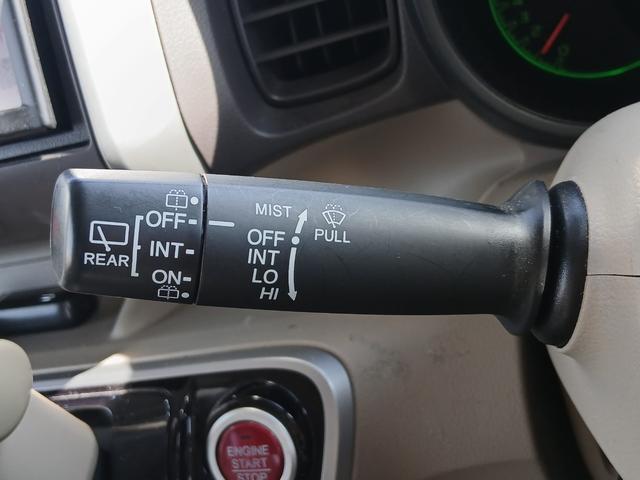 OFF
INT
ON
REAR
MIST
OFF
INT
LO
HI
PULL
ENGINE
START
STOP